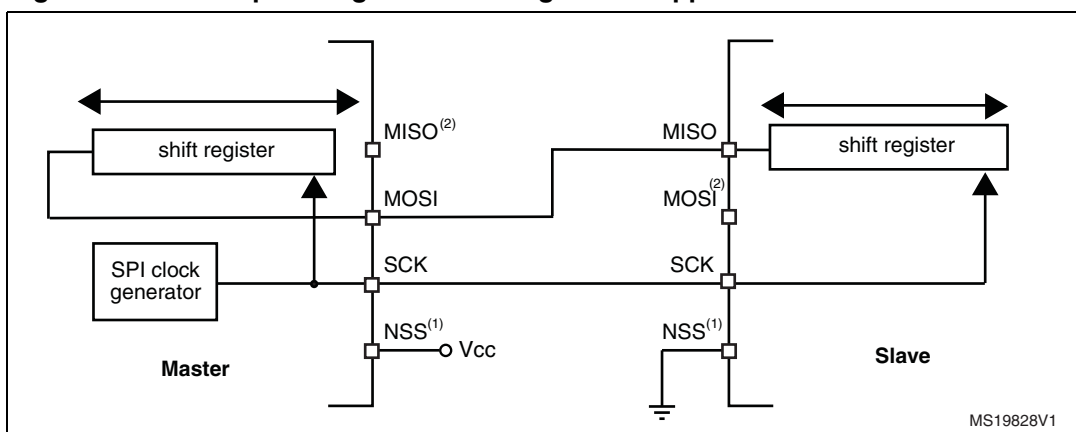 MISO(2)
MISO
shift register
shift register
MOSI
MOSI(2)
SPI clock
generator
SCK
SCK
NSS(1)
Vcc
NSS(1)
Master
Slave
MS19828V1